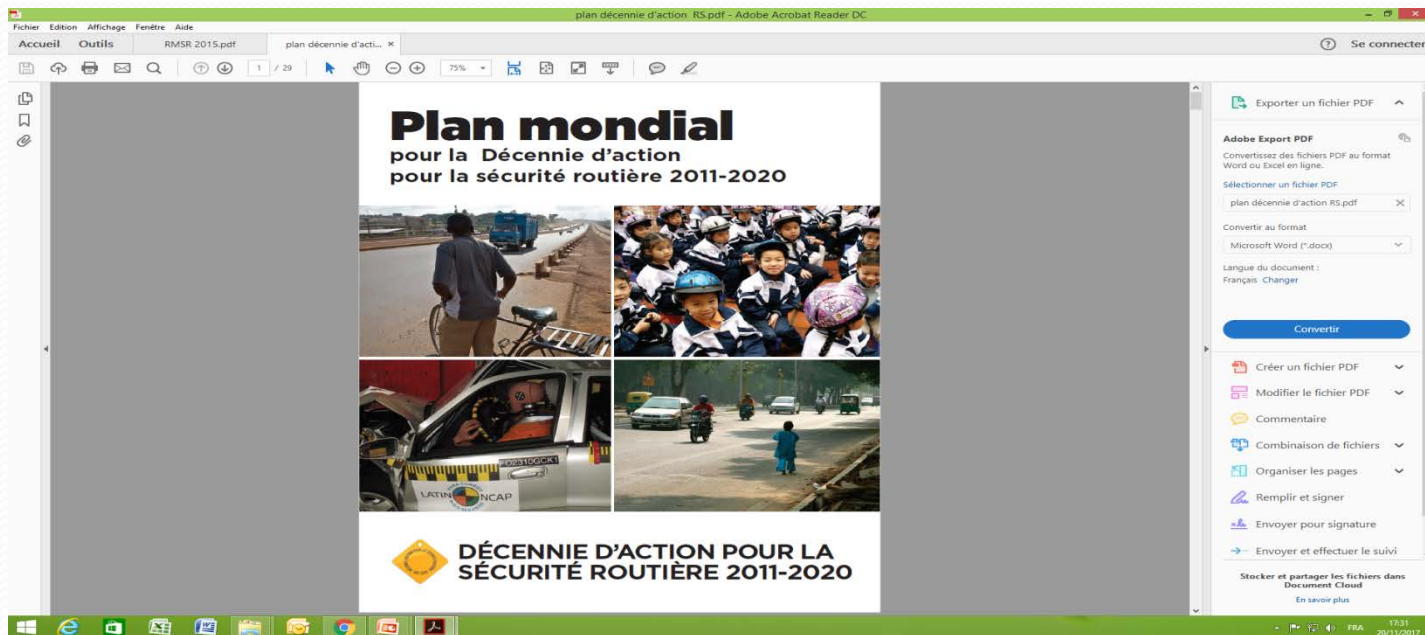 plan décennie d'action RS.pdf - Adobe Acrobat Reader DC
Fichier Edition Affichage Fenêtre Aide
Accueil Outils RMSR 2015.pdf plan décennie d'acti... × Se connecter
1 / 29 75%
Plan mondial
pour la Décennie d'action
pour la sécurité routière 2011-2020
LATIN NCAP
DÉCENNIE D'ACTION POUR LA
SÉCURITÉ ROUTIÈRE 2011-2020
Exporter un fichier PDF
Adobe Export PDF
Convertissez des fichiers PDF au format
Word ou Excel en ligne.
Sélectionner un fichier PDF
plan décennie d'action RS.pdf
Convertir au format
Microsoft Word (*.docx)
Langue du document :
Français Changer
Convertir
Créer un fichier PDF
Modifier le fichier PDF
Commentaire
Combinaison de fichiers
Organiser les pages
Remplir et signer
Envoyer pour signature
Envoyer et effectuer le suivi
Stocker et partager les fichiers dans
Document Cloud
En savoir plus
FRA 17:31
20/11/2017